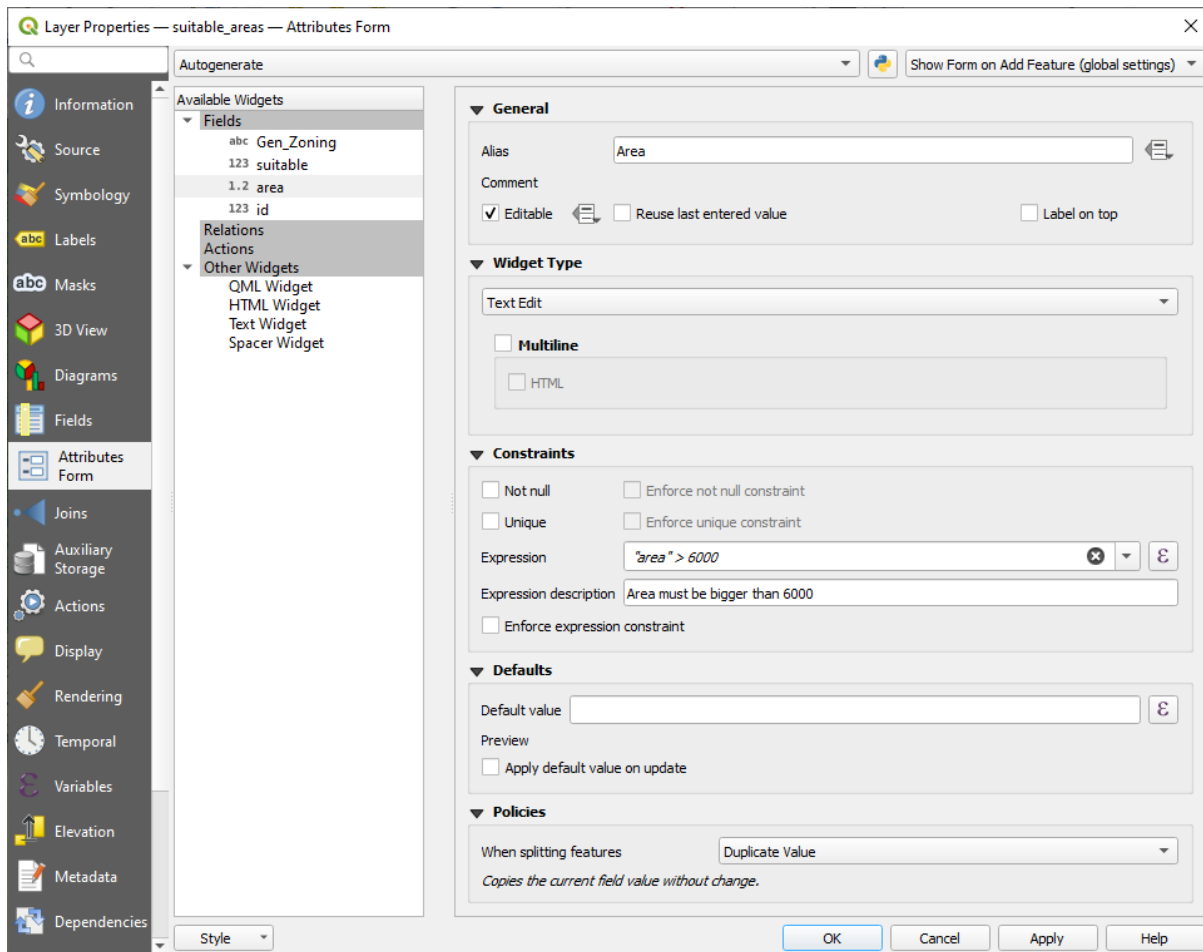 Layer Properties — suitable_areas — Attributes Form
Autogenerate
Show Form on Add Feature (global settings)
Information
Source
Symbology
abc Labels
abc Masks
3D View
Diagrams
Fields
Attributes
Form
Joins
Auxiliary
Storage
Actions
Display
Rendering
Temporal
Variables
Elevation
Metadata
Dependencies
Available Widgets
Fields
abc Gen_Zoning
123 suitable
1.2 area
123 id
Relations
Actions
Other Widgets
QML Widget
HTML Widget
Text Widget
Spacer Widget
General
Alias Area
Comment
Editable Reuse last entered value Label on top
Widget Type
Text Edit
Multiline
HTML
Constraints
Not null Enforce not null constraint
Unique Enforce unique constraint
Expression "area" > 6000 ε
Expression description Area must be bigger than 6000
Enforce expression constraint
Defaults
Default value ε
Preview
Apply default value on update
Policies
When splitting features Duplicate Value
Copies the current field value without change.
Style OK Cancel Apply Help